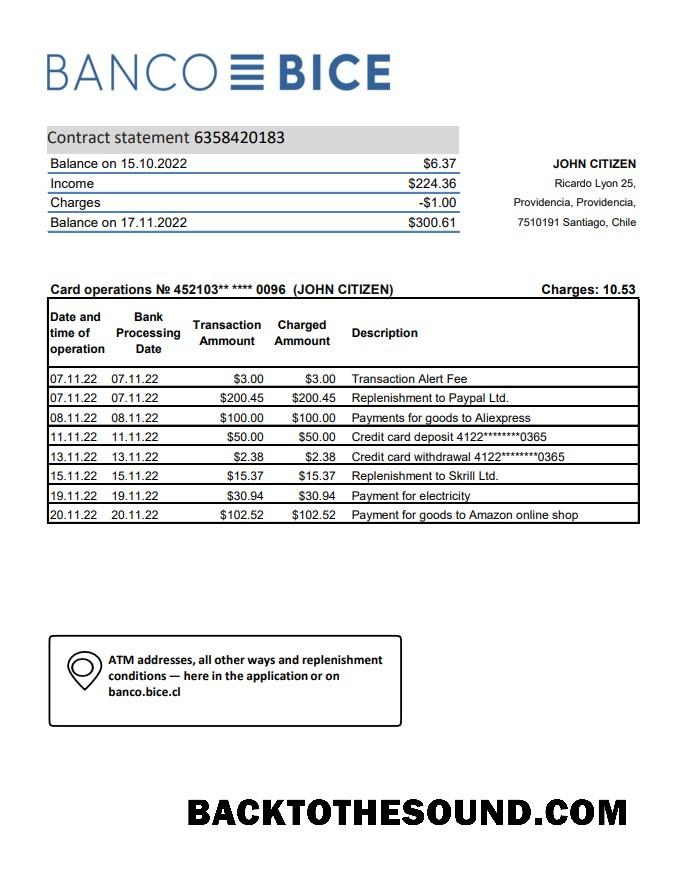 BANCO BICE
Contract statement 6358420183
Balance on 15.10.2022 $6.37
Income $224.36
Charges -$1.00
Balance on 17.11.2022 $300.61
JOHN CITIZEN
Ricardo Lyon 25,
Providencia, Providencia,
7510191 Santiago, Chile
Card operations № 452103** **** 0096 (JOHN CITIZEN) Charges: 10.53
Date and time of operation Bank Processing Date Transaction Ammount Charged Amount Description
07.11.22 07.11.22 $3.00 $3.00 Transaction Alert Fee
07.11.22 07.11.22 $200.45 $200.45 Replenishment to Paypal Ltd.
08.11.22 08.11.22 $100.00 $100.00 Payments for goods to Aliexpress
11.11.22 11.11.22 $50.00 $50.00 Credit card deposit 4122********0365
13.11.22 13.11.22 $2.38 $2.38 Credit card withdrawal 4122********0365
15.11.22 15.11.22 $15.37 $15.37 Replenishment to Skrill Ltd.
19.11.22 19.11.22 $30.94 $30.94 Payment for electricity
20.11.22 20.11.22 $102.52 $102.52 Payment for goods to Amazon online shop
ATM addresses, all other ways and replenishment
conditions — here in the application or on
banco.bice.cl
BACKTOTHESOUND.COM